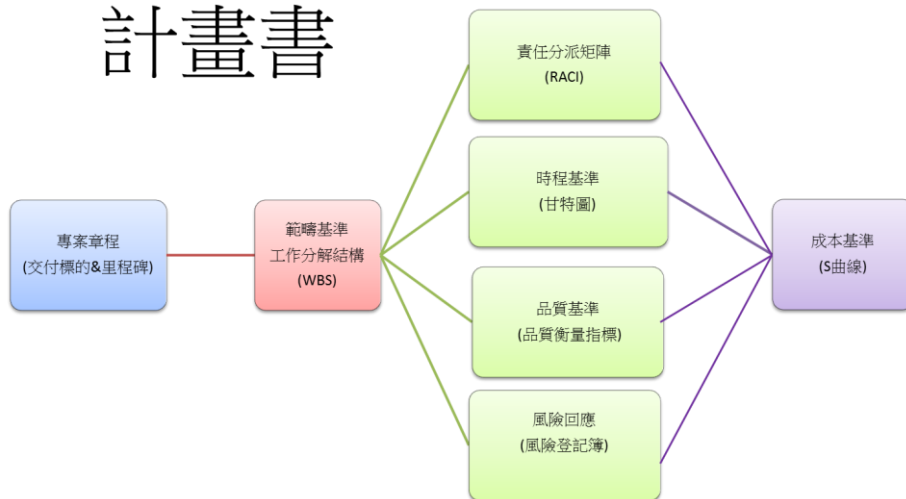 計畫書
專案章程
(交付標的&里程碑)
範疇基準
工作分解結構
(WBS)
責任分派矩陣
(RACI)
時程基準
(甘特圖)
品質基準
(品質衡量指標)
風險回應
(風險登記簿)
成本基準
(S曲線)